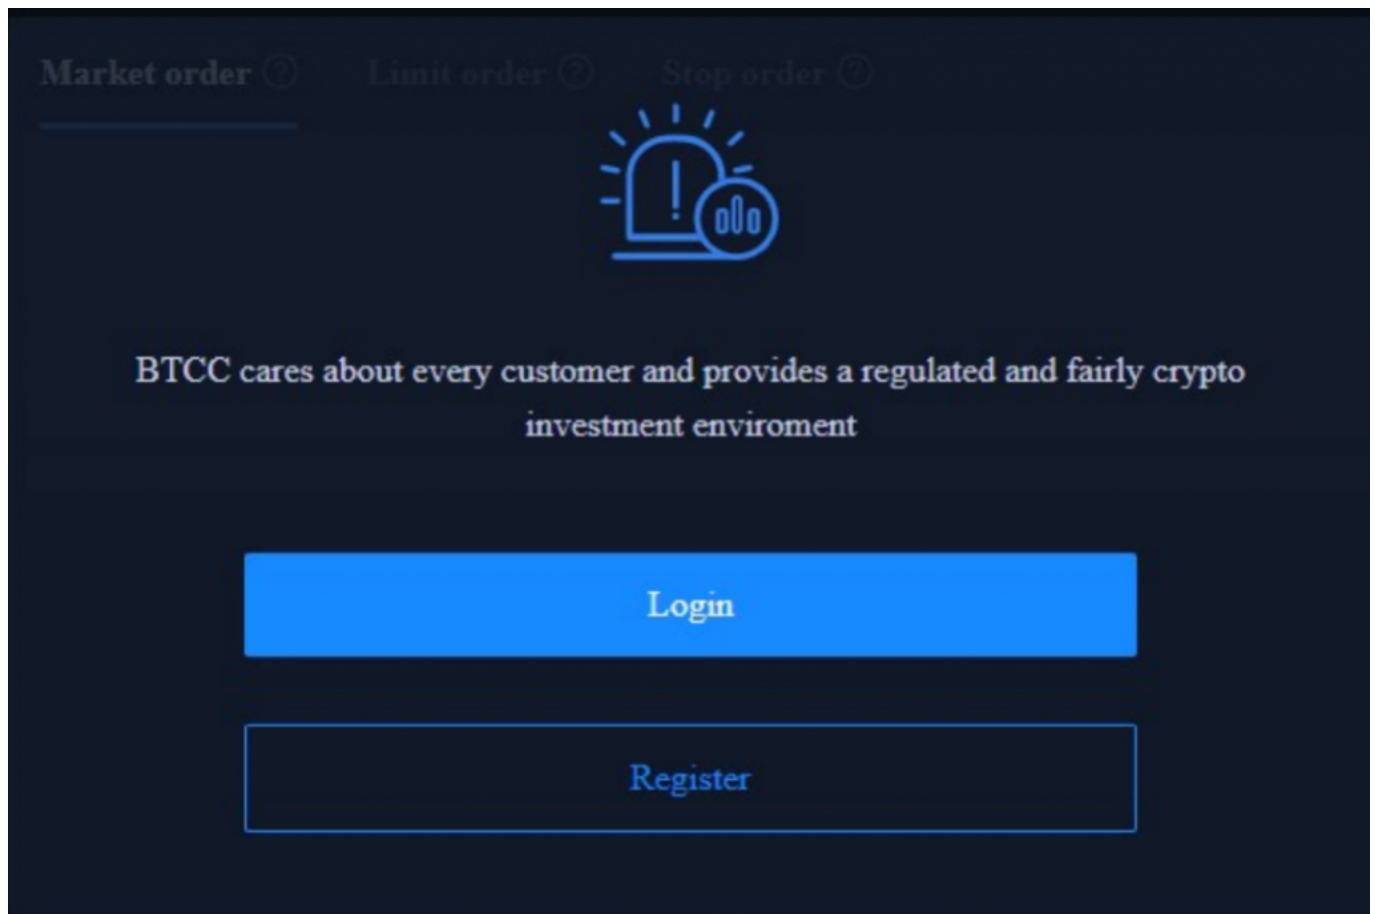 Market order Limit order Stop order
BTCC cares about every customer and provides a regulated and fairly crypto
investment enviroment
Login
Register